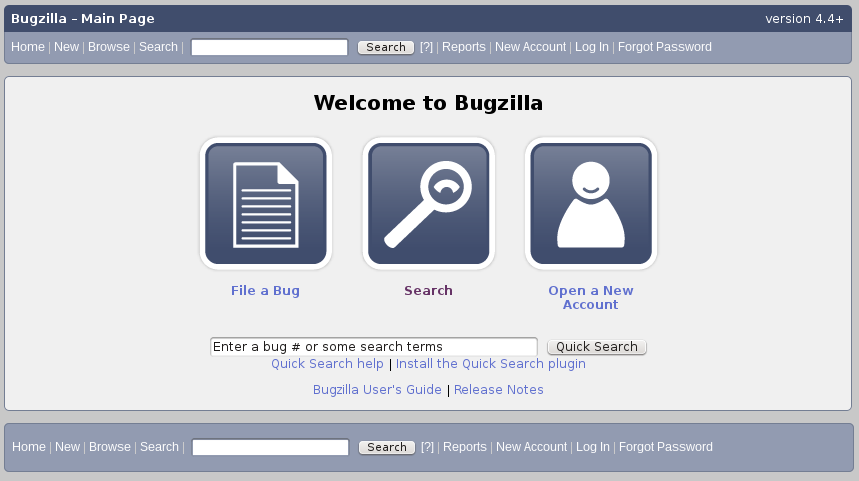 Bugzilla – Main Page version 4.4+
Home | New | Browse | Search | Search [?] | Reports | New Account | Log In | Forgot Password
Welcome to Bugzilla
File a Bug Search Open a New
Account
Enter a bug # or some search terms Quick Search
Quick Search help | Install the Quick Search plugin
Bugzilla User's Guide | Release Notes
Home | New | Browse | Search | Search [?] | Reports | New Account | Log In | Forgot Password